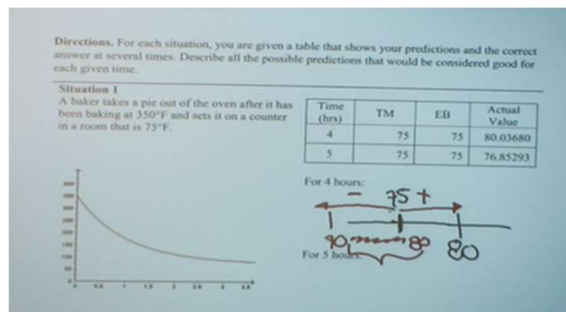 Directions. For each situation, you are given a table that shows your predictions and the correct
answer at several times. Describe all the possible predictions that would be considered good for
each given time.
Situation 1
A baker takes a pie out of the oven after it has
been baking at 350°F and sets it on a counter
in a room that is 75°F.
Time (hrs) TM EB Actual Value
4 75 75 80.03680
5 75 75 76.85293
For 4 hours:
- 75 +
80
80
For 5 hours: